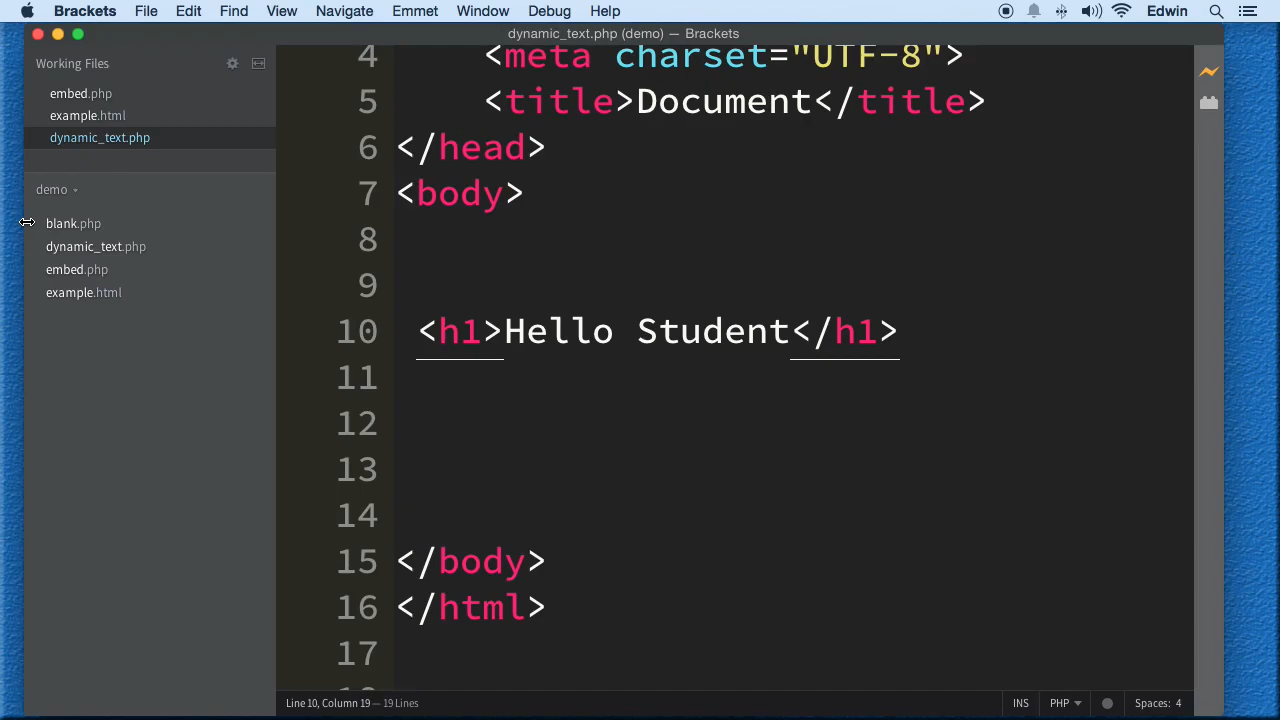 Brackets File Edit Find View Navigate Emmet Window Debug Help Edwin
dynamic_text.php (demo) — Brackets
Working Files
embed.php
example.html
dynamic_text.php
demo
blank.php
dynamic_text.php
embed.php
example.html
4 <meta charset="UTF-8">
5 <title>Document</title>
6 </head>
7 <body>
8
9
10 <h1>Hello Student</h1>
11
12
13
14
15 </body>
16 </html>
17
Line 10, Column 19 — 19 Lines INS PHP Spaces: 4